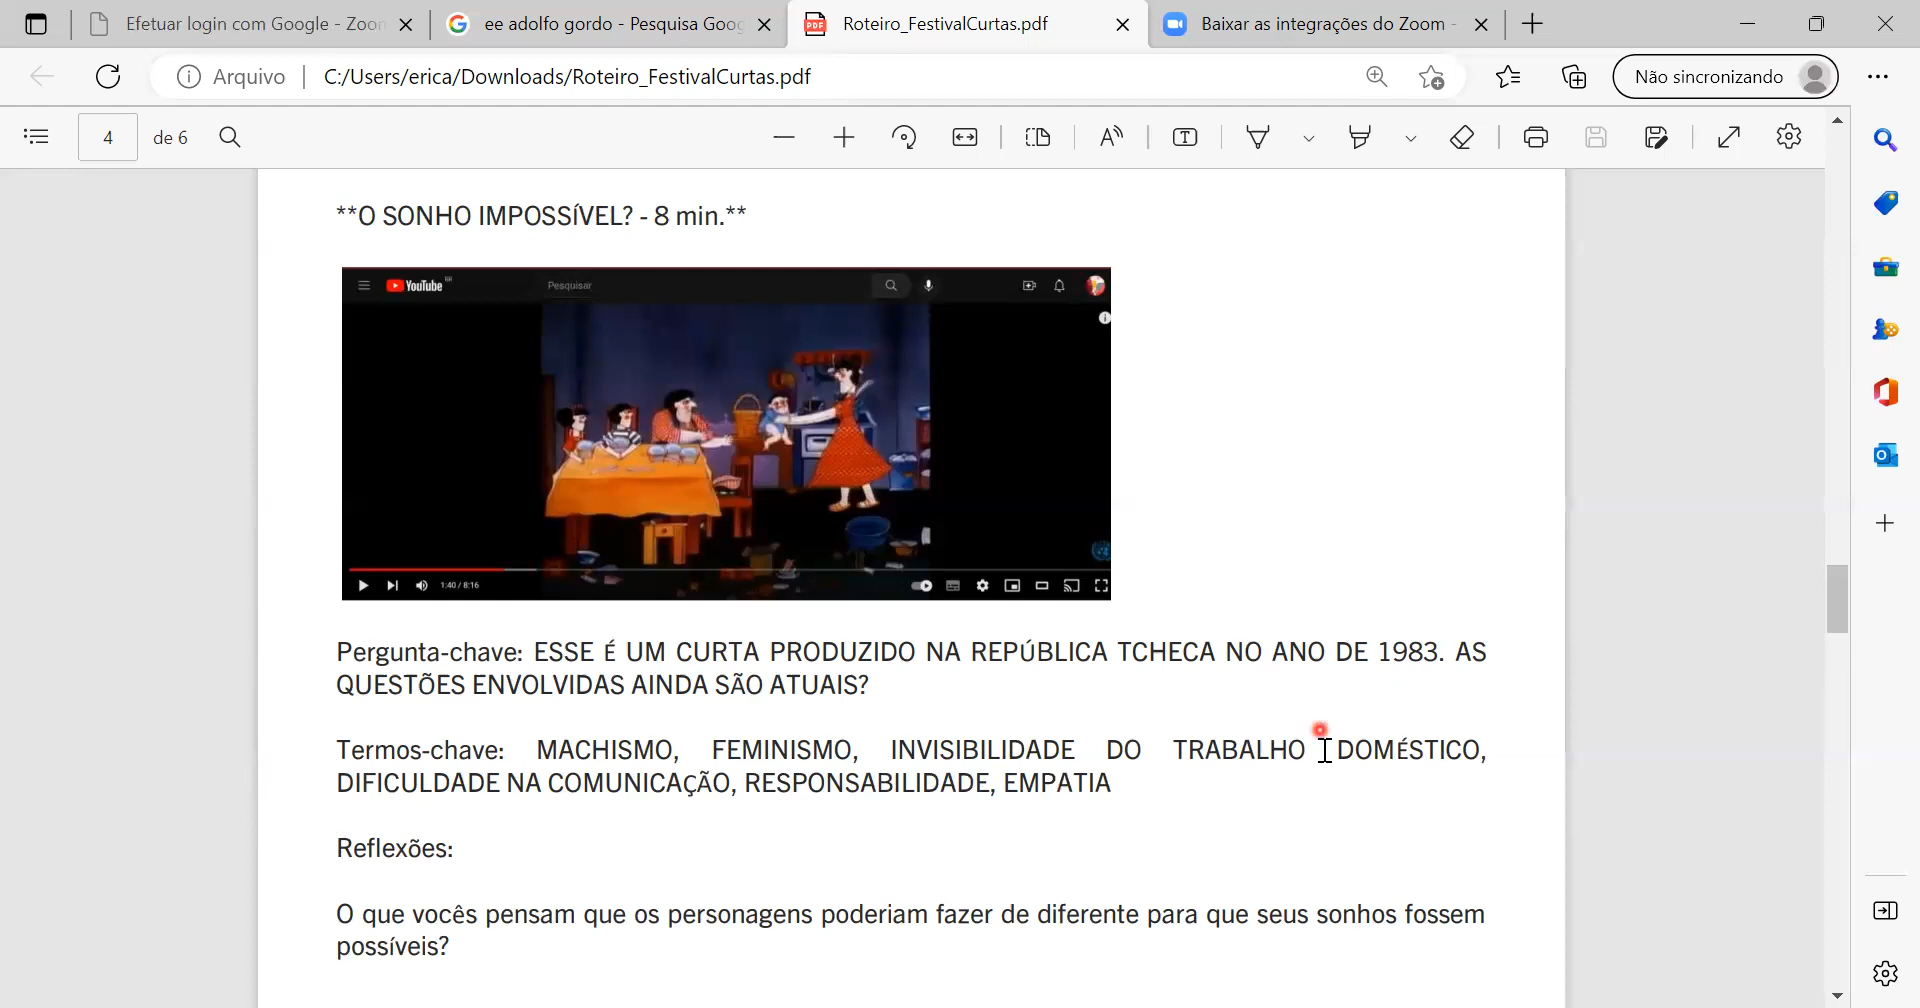 Efetuar login com Google - Zoon
ee adolfo gordo - Pesquisa Goog
Roteiro_FestivalCurtas.pdf
Baixar as integrações do Zoom -
Arquivo
C:/Users/erica/Downloads/Roteiro_FestivalCurtas.pdf
Não sincronizando
4
de 6
**O SONHO IMPOSSÍVEL? - 8 min.**
YouTube BR
Pesquisar
1:40 / 8:16
Pergunta-chave: ESSE É UM CURTA PRODUZIDO NA REPÚBLICA TCHECA NO ANO DE 1983. AS
QUESTÕES ENVOLVIDAS AINDA SÃO ATUAIS?
Termos-chave: MACHISMO, FEMINISMO, INVISIBILIDADE DO TRABALHO DOMÉSTICO,
DIFICULDADE NA COMUNICAÇÃO, RESPONSABILIDADE, EMPATIA
Reflexões:
O que vocês pensam que os personagens poderiam fazer de diferente para que seus sonhos fossem
possíveis?